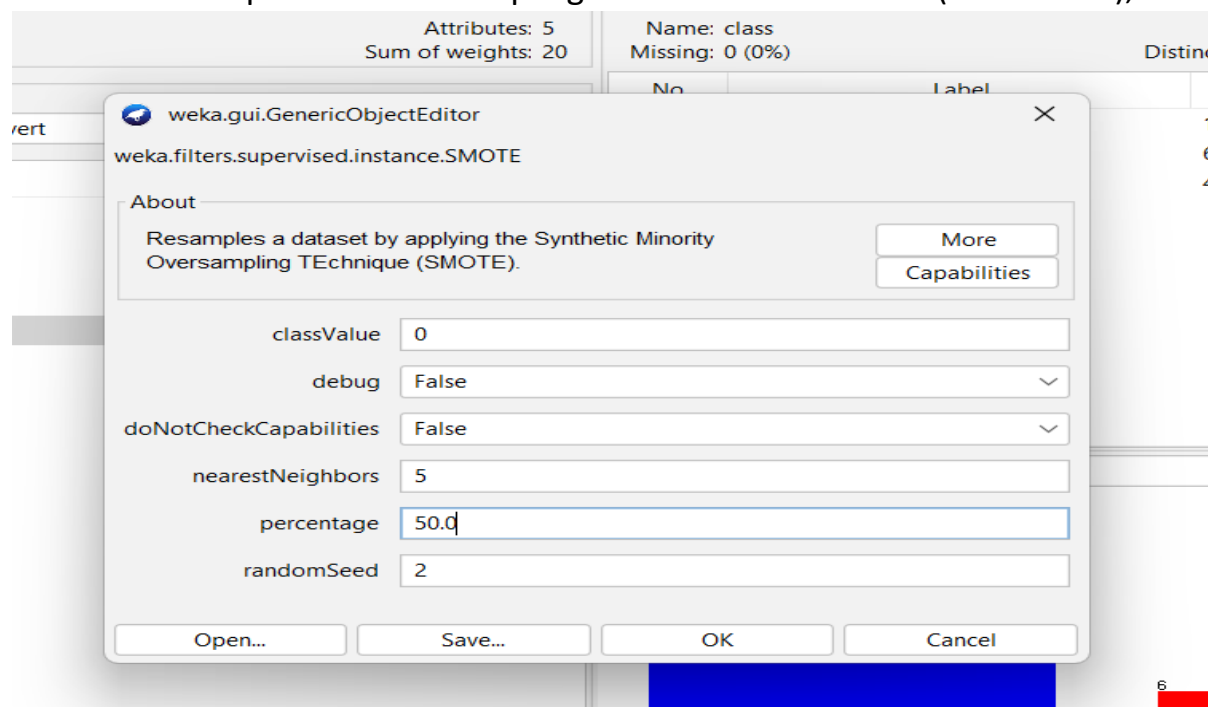 Attributes: 5
Sum of weights: 20
Name: class
Missing: 0 (0%)
No.
Label
weka.gui.GenericObjectEditor
weka.filters.supervised.instance.SMOTE
About
Resamples a dataset by applying the Synthetic Minority
Oversampling TEchnique (SMOTE).
More
Capabilities
classValue 0
debug False
doNotCheckCapabilities False
nearestNeighbors 5
percentage 50.0
randomSeed 2
Open... Save... OK Cancel
6